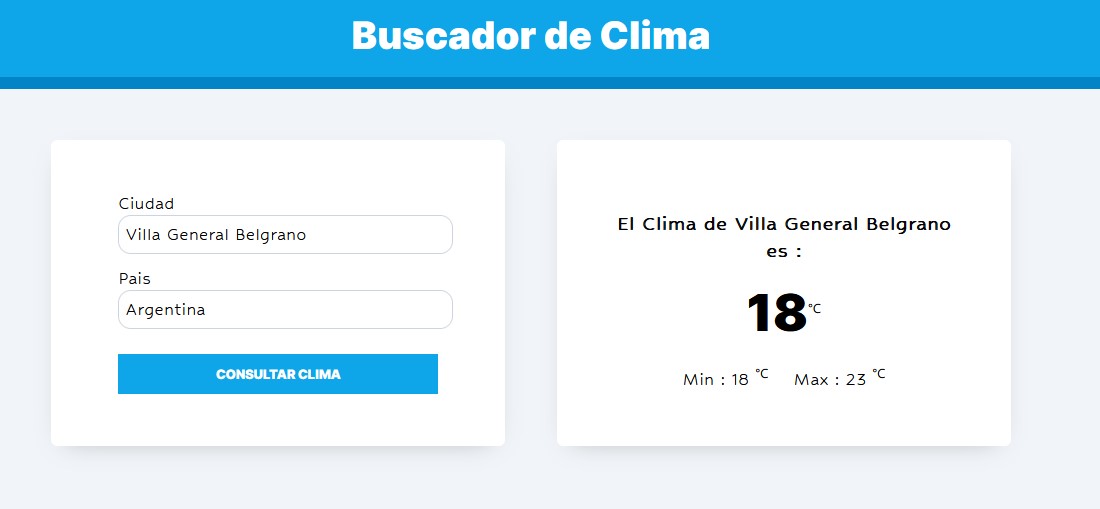 Buscador de Clima
Ciudad
Villa General Belgrano
Pais
Argentina
CONSULTAR CLIMA
El Clima de Villa General Belgrano
es :
18°C
Min : 18 °C Max : 23 °C